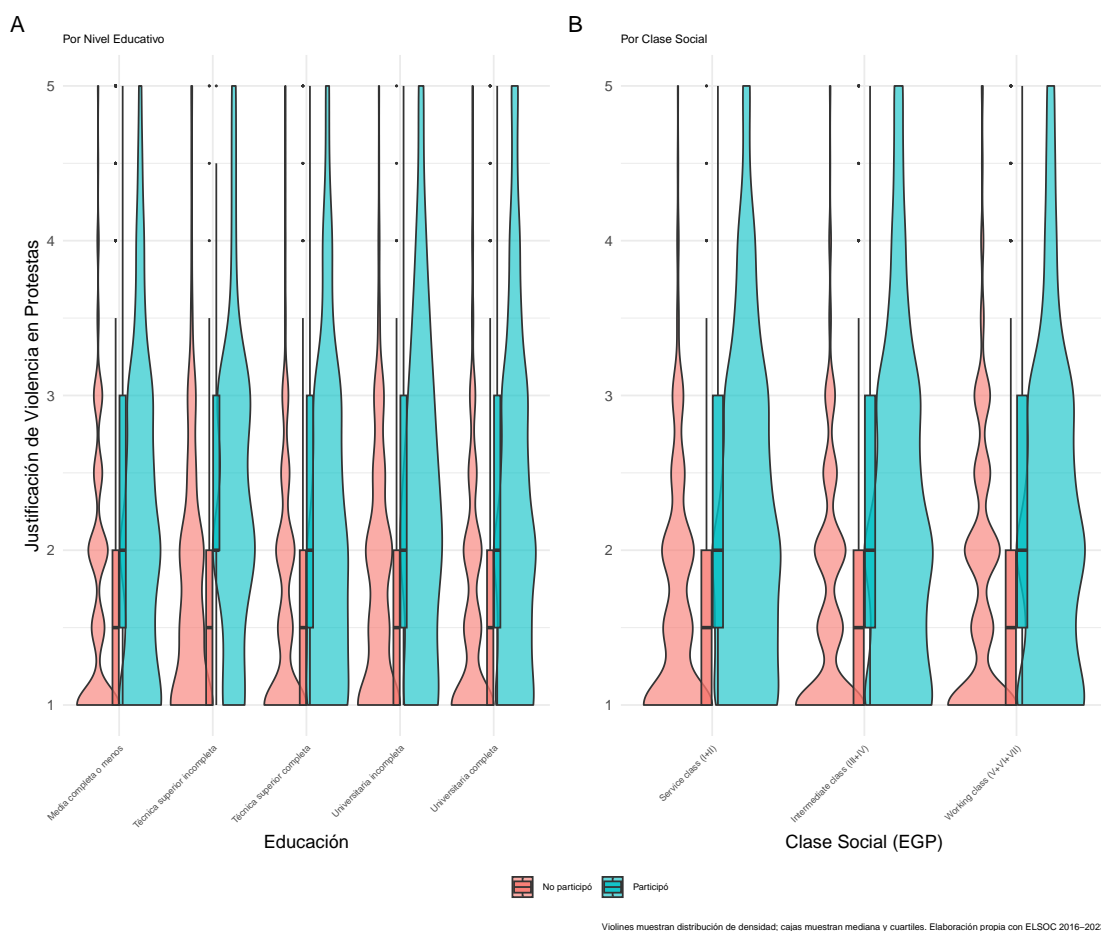 A
Por Nivel Educativo
Justificación de Violencia en Protestas
5
4
3
2
1
Media completa o menos
Técnica superior incompleta
Técnica superior completa
Universitaria incompleta
Universitaria completa
Educación
B
Por Clase Social
5
4
3
2
1
Service class (I+II)
Intermediate class (III+IV)
Working class (V+VI+VII)
Clase Social (EGP)
No participó
Participó
Violines muestran distribución de densidad; cajas muestran mediana y cuartiles. Elaboración propia con ELSOC